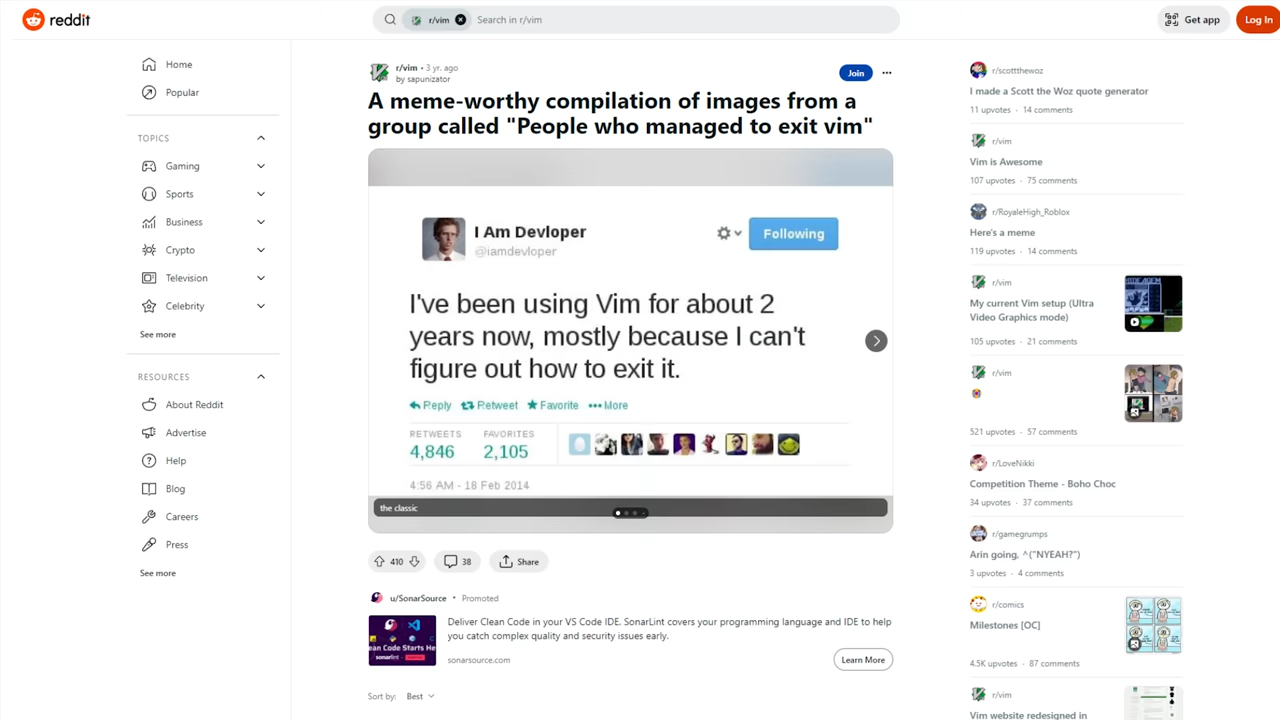 reddit
r/vim
Search in r/vim
Get app
Log In
Home
Popular
TOPICS
Gaming
Sports
Business
Crypto
Television
Celebrity
See more
RESOURCES
About Reddit
Advertise
Help
Blog
Careers
Press
See more
r/vim • 3 yr. ago
by sapunizator
Join
A meme-worthy compilation of images from a
group called "People who managed to exit vim"
I Am Devloper
@iamdevloper
Following
I've been using Vim for about 2
years now, mostly because I can't
figure out how to exit it.
Reply Retweet Favorite More
RETWEETS FAVORITES
4,846 2,105
4:56 AM - 18 Feb 2014
the classic
410
38
Share
u/SonarSource • Promoted
Deliver Clean Code in your VS Code IDE. SonarLint covers your programming language and IDE to help
you catch complex quality and security issues early.
ean Code Starts He
sonarlint
sonarsource.com
Learn More
Sort by: Best
r/scottthewoz
I made a Scott the Woz quote generator
11 upvotes · 14 comments
r/vim
Vim is Awesome
107 upvotes · 75 comments
r/RoyaleHigh_Roblox
Here's a meme
119 upvotes · 14 comments
r/vim
My current Vim setup (Ultra
Video Graphics mode)
105 upvotes · 21 comments
r/vim
521 upvotes · 57 comments
r/LoveNikki
Competition Theme - Boho Choc
34 upvotes · 37 comments
r/gamegrumps
Arin going, ^("NYEAH?")
3 upvotes · 4 comments
r/comics
Milestones [OC]
4.5K upvotes · 87 comments
r/vim
Vim website redesigned in